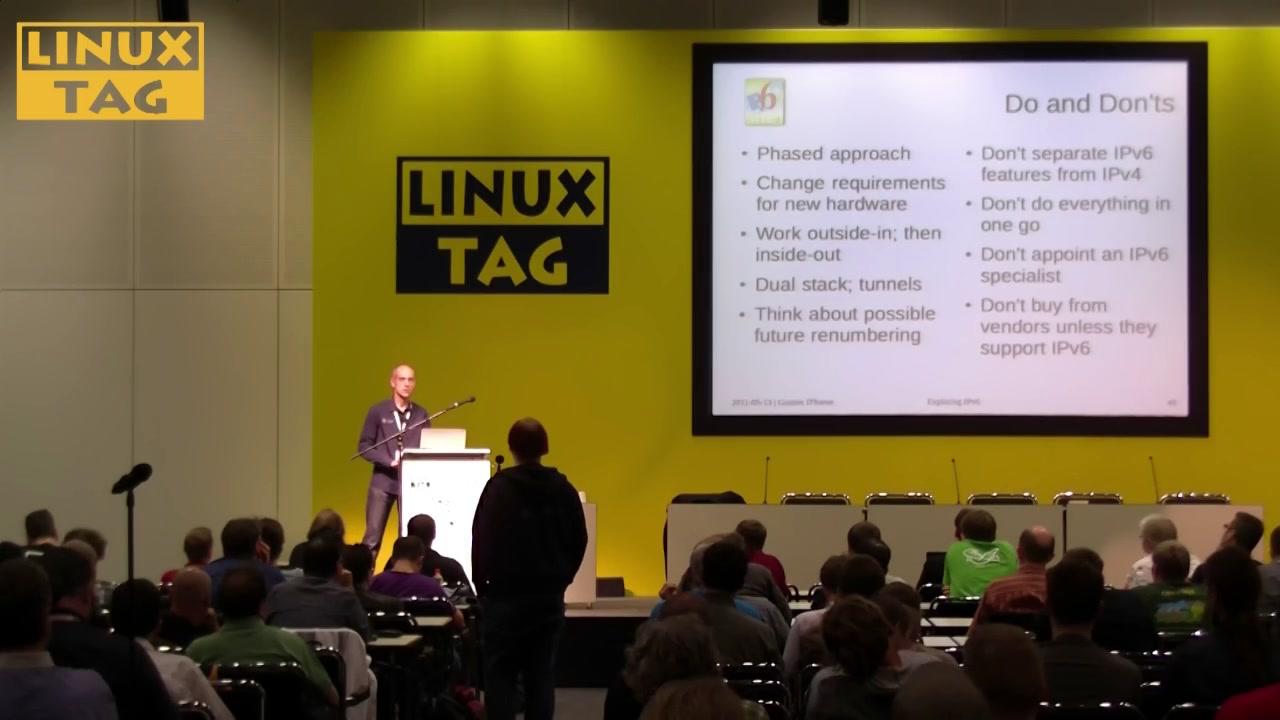 LINUX
TAG
LINUX
TAG
Do and Don'ts
• Phased approach
• Change requirements
for new hardware
• Work outside-in; then
inside-out
• Dual stack; tunnels
• Think about possible
future renumbering
• Don't separate IPv6
features from IPv4
• Don't do everything in
one go
• Don't appoint an IPv6
specialist
• Don't buy from
vendors unless they
support IPv6
Exploring IPv6